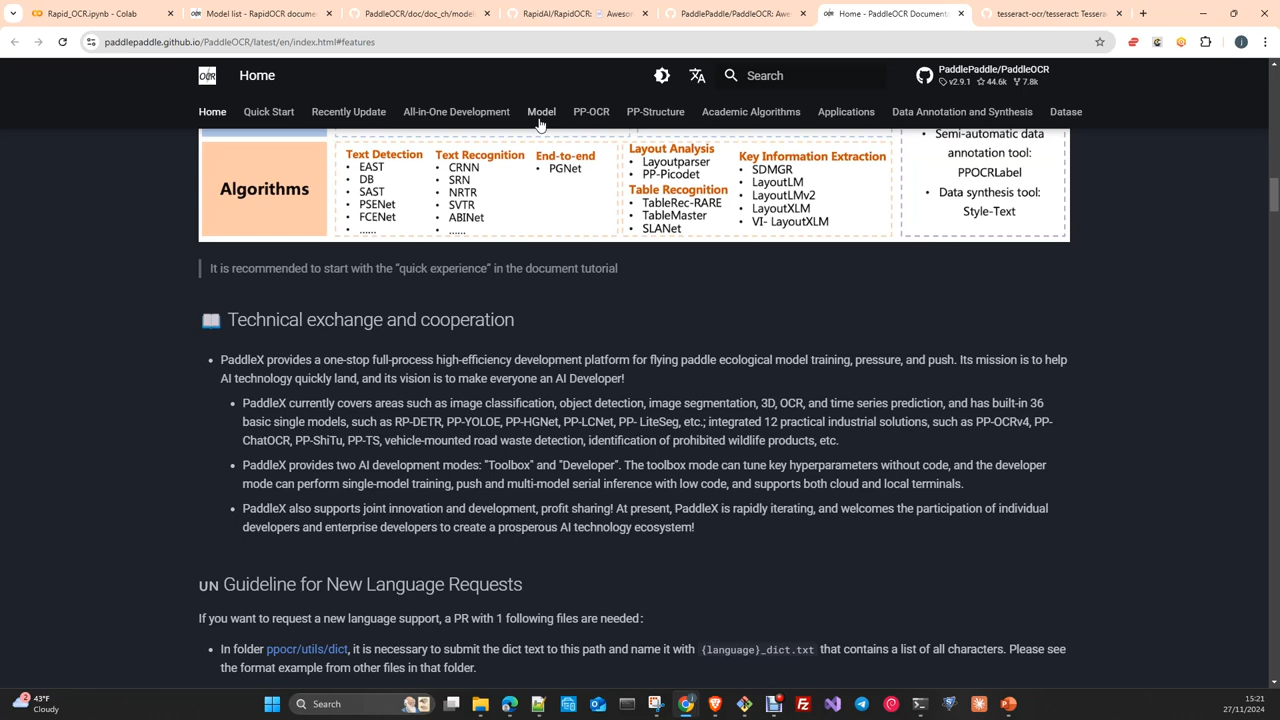 Rapid_OCR.ipynb - Colab
Model list - RapidOCR docume
PaddleOCR/doc/doc_ch/model
RapidAI/RapidOCR: Aweson
PaddlePaddle/PaddleOCR: Awe
Home - PaddleOCR Document
tesseract-ocr/tesseract: Tessera
paddlepaddle.github.io/PaddleOCR/latest/en/index.html#features
OCR
Home
Search
PaddlePaddle/PaddleOCR
v2.9.1 44.6k 7.8k
Home Quick Start Recently Update All-in-One Development Model PP-OCR PP-Structure Academic Algorithms Applications Data Annotation and Synthesis Datase
Algorithms
Text Detection
• EAST
• DB
• SAST
• PSENet
• FCENet
• ......
Text Recognition
• CRNN
• SRN
• NRTR
• SVTR
• ABINet
• ......
End-to-end
• PGNet
Layout Analysis
• Layoutparser
• PP-Picodet
Table Recognition
• TableRec-RARE
• TableMaster
• SLANet
Key Information Extraction
• SDMGR
• LayoutLM
• LayoutLMv2
• LayoutXLM
• VI- LayoutXLM
• Semi-automatic data
annotation tool:
PPOCRLabel
• Data synthesis tool:
Style-Text
It is recommended to start with the “quick experience” in the document tutorial
Technical exchange and cooperation
• PaddleX provides a one-stop full-process high-efficiency development platform for flying paddle ecological model training, pressure, and push. Its mission is to help
AI technology quickly land, and its vision is to make everyone an AI Developer!
• PaddleX currently covers areas such as image classification, object detection, image segmentation, 3D, OCR, and time series prediction, and has built-in 36
basic single models, such as RP-DETR, PP-YOLOE, PP-HGNet, PP-LCNet, PP- LiteSeg, etc.; integrated 12 practical industrial solutions, such as PP-OCRv4, PP-
ChatOCR, PP-ShiTu, PP-TS, vehicle-mounted road waste detection, identification of prohibited wildlife products, etc.
• PaddleX provides two AI development modes: "Toolbox" and "Developer". The toolbox mode can tune key hyperparameters without code, and the developer
mode can perform single-model training, push and multi-model serial inference with low code, and supports both cloud and local terminals.
• PaddleX also supports joint innovation and development, profit sharing! At present, PaddleX is rapidly iterating, and welcomes the participation of individual
developers and enterprise developers to create a prosperous AI technology ecosystem!
UN Guideline for New Language Requests
If you want to request a new language support, a PR with 1 following files are needed：
• In folder ppocr/utils/dict, it is necessary to submit the dict text to this path and name it with {language}_dict.txt that contains a list of all characters. Please see
the format example from other files in that folder.
2
43°F
Cloudy
Search
15:21
27/11/2024